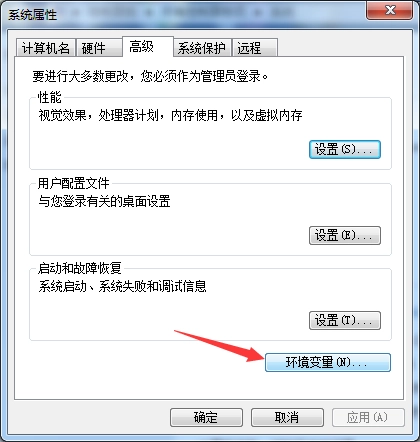 系统属性
计算机名 硬件 高级 系统保护 远程
要进行大多数更改，您必须作为管理员登录。
性能
视觉效果，处理器计划，内存使用，以及虚拟内存
设置(S)...
用户配置文件
与您登录有关的桌面设置
设置(E)...
启动和故障恢复
系统启动、系统失败和调试信息
设置(T)...
环境变量(N)...
确定 取消 应用(A)